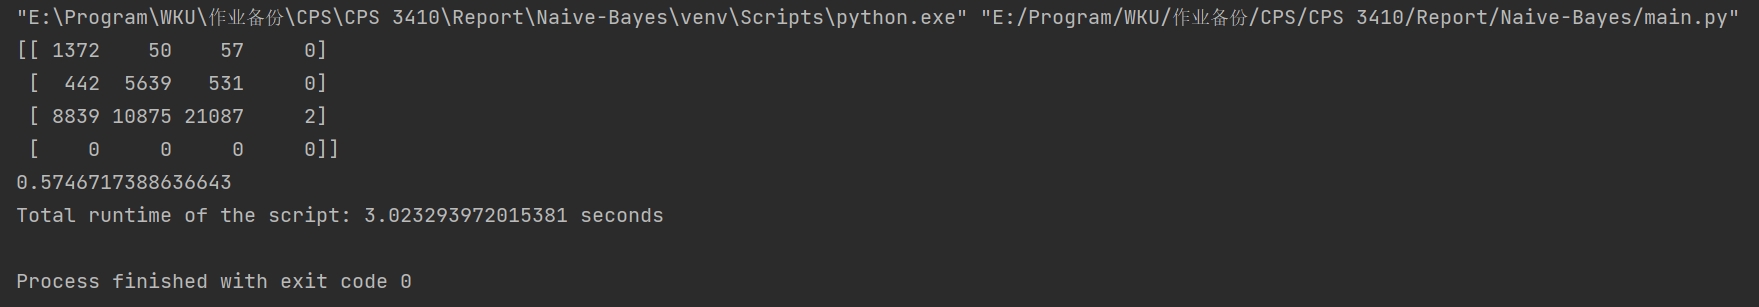 "E:\Program\WKU\作业备份\CPS\CPS 3410\Report\Naive-Bayes\venv\Scripts\python.exe" "E:/Program/WKU/作业备份/CPS/CPS 3410/Report/Naive-Bayes/main.py"
[[ 1372    50    57     0]
 [  442  5639   531     0]
 [ 8839 10875 21087     2]
 [    0     0     0     0]]
0.5746717388636643
Total runtime of the script: 3.023293972015381 seconds
Process finished with exit code 0